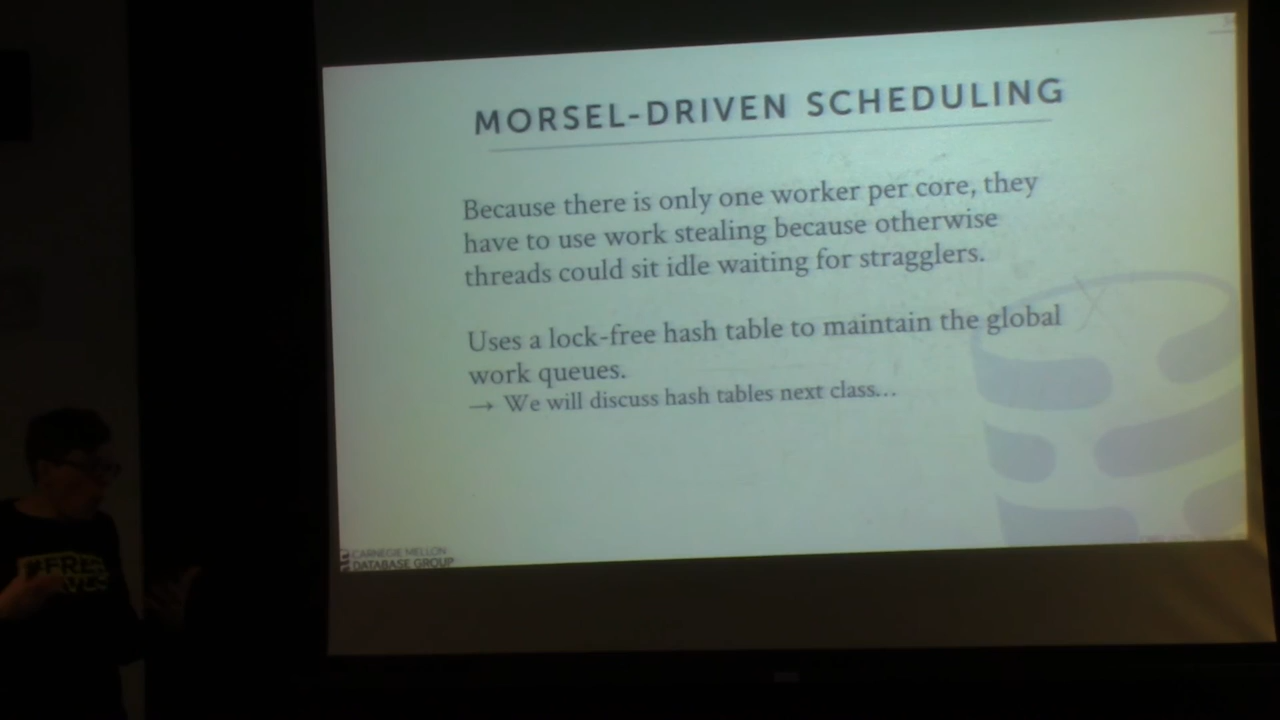 MORSEL-DRIVEN SCHEDULING
Because there is only one worker per core, they
have to use work stealing because otherwise
threads could sit idle waiting for stragglers.
Uses a lock-free hash table to maintain the global
work queues.
→ We will discuss hash tables next class...
CARNEGIE MELLON
DATABASE GROUP